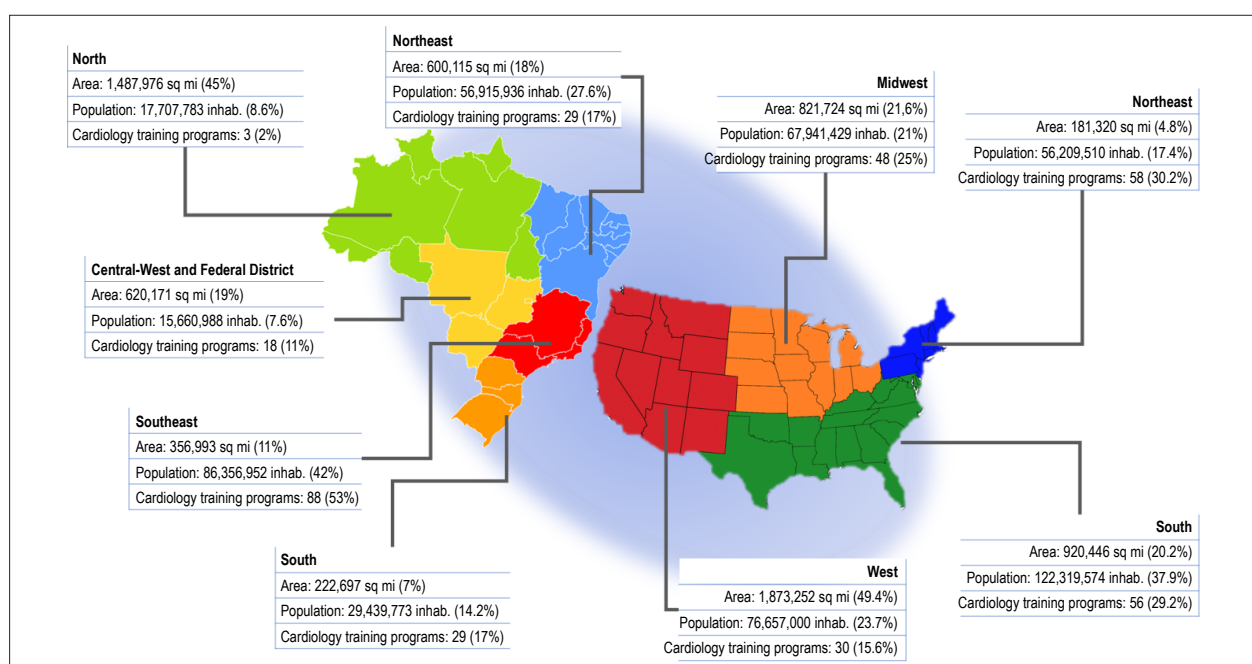 North
Area: 1,487,976 sq mi (45%)
Population: 17,707,783 inhab. (8.6%)
Cardiology training programs: 3 (2%)
Northeast
Area: 600,115 sq mi (18%)
Population: 56,915,936 inhab. (27.6%)
Cardiology training programs: 29 (17%)
Midwest
Area: 821,724 sq mi (21,6%)
Population: 67,941,429 inhab. (21%)
Cardiology training programs: 48 (25%)
Northeast
Area: 181,320 sq mi (4.8%)
Population: 56,209,510 inhab. (17.4%)
Cardiology training programs: 58 (30.2%)
Central-West and Federal District
Area: 620,171 sq mi (19%)
Population: 15,660,988 inhab. (7.6%)
Cardiology training programs: 18 (11%)
Southeast
Area: 356,993 sq mi (11%)
Population: 86,356,952 inhab. (42%)
Cardiology training programs: 88 (53%)
South
Area: 222,697 sq mi (7%)
Population: 29,439,773 inhab. (14.2%)
Cardiology training programs: 29 (17%)
West
Area: 1,873,252 sq mi (49.4%)
Population: 76,657,000 inhab. (23.7%)
Cardiology training programs: 30 (15.6%)
South
Area: 920,446 sq mi (20.2%)
Population: 122,319,574 inhab. (37.9%)
Cardiology training programs: 56 (29.2%)